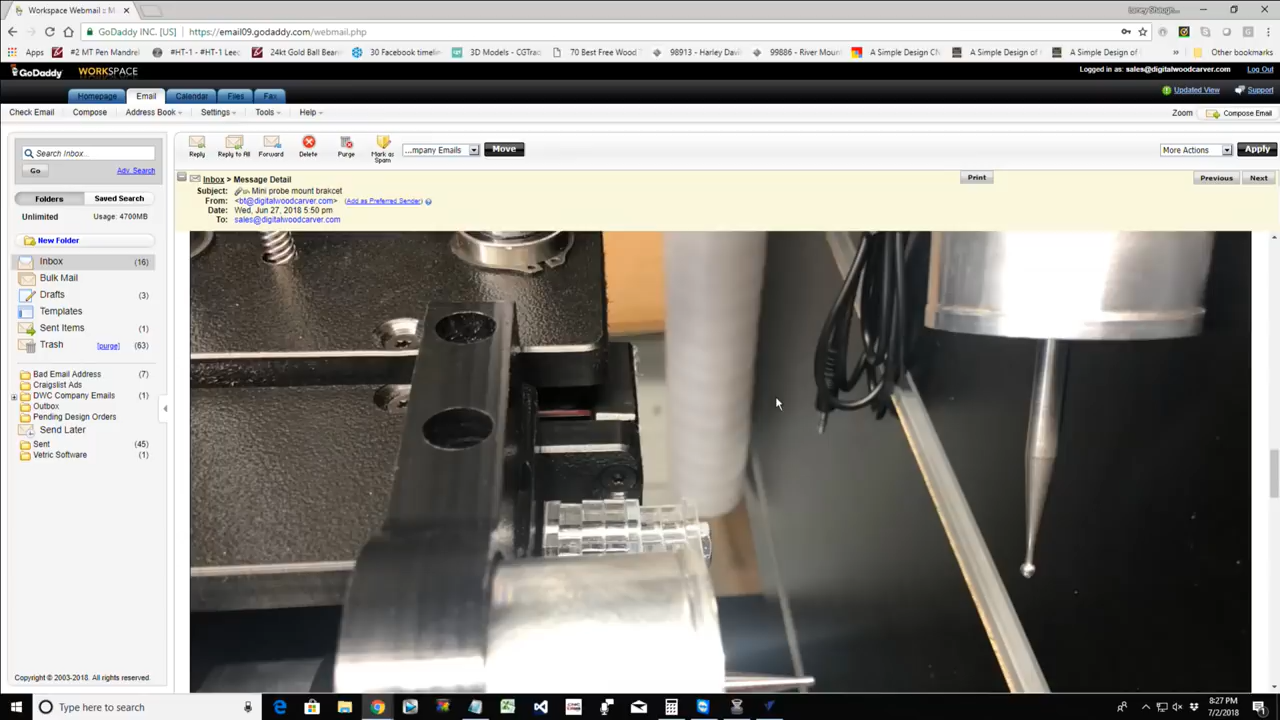 Workspace Webmail ::
Laney Shaugh...
GoDaddy INC. [US] https://email09.godaddy.com/webmail.php
Apps #2 MT Pen Mandrel #HT-1 - #HT-1 Leec 24kt Gold Ball Bear 30 Facebook timeline 3D Models - CGTrad 70 Best Free Wood T 98913 - Harley Davi 99886 - River Moun A Simple Design CN A Simple Design of A Simple Design of Other bookmarks
GoDaddy WORKSPACE Logged in as: sales@digitalwoodcarver.com Log Out
Homepage Email Calendar Files Fax Updated View Support
Check Email Compose Address Book Settings Tools Help Zoom Compose Email
Search Inbox...
Go Adv. Search
Reply Reply to All Forward Delete Purge Mark as Spam ...mpany Emails Move More Actions Apply
Inbox > Message Detail Print Previous Next
Subject: Mini probe mount brakcet
From: <bt@digitalwoodcarver.com> (Add as Preferred Sender)
Date: Wed, Jun 27, 2018 5:50 pm
To: sales@digitalwoodcarver.com
Folders Saved Search
Unlimited Usage: 4700MB
New Folder
Inbox (16)
Bulk Mail
Drafts (3)
Templates
Sent Items (1)
Trash [purge] (63)
Bad Email Address (7)
Craigslist Ads
DWC Company Emails (1)
Outbox
Pending Design Orders
Send Later
Sent (45)
Vetric Software (1)
Copyright © 2003-2018. All rights reserved.
Type here to search
8:27 PM
7/2/2018